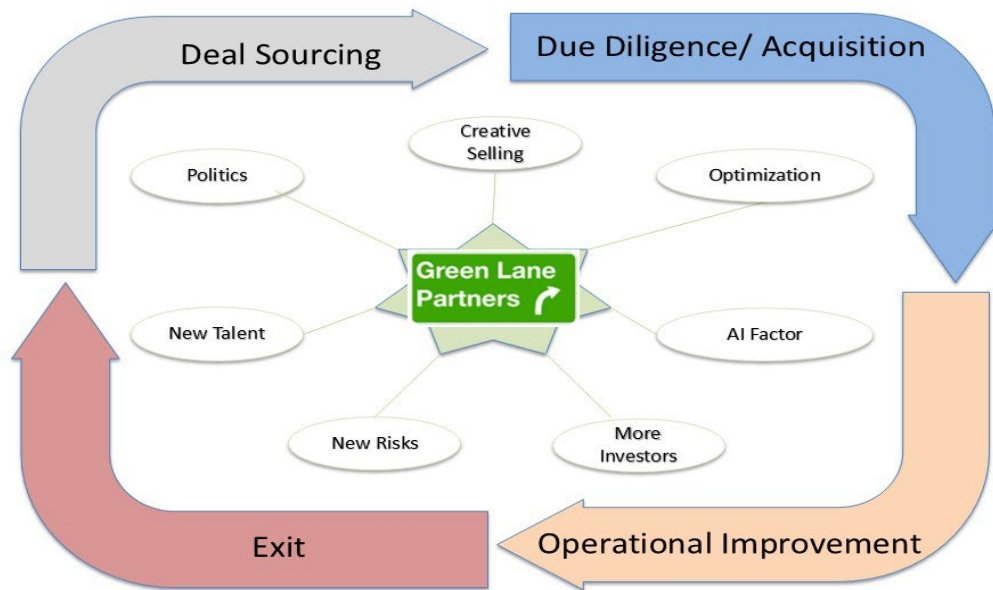 Deal Sourcing
Due Diligence/ Acquisition
Creative
Selling
Politics
Optimization
Green Lane
Partners
New Talent
AI Factor
New Risks
More
Investors
Exit
Operational Improvement